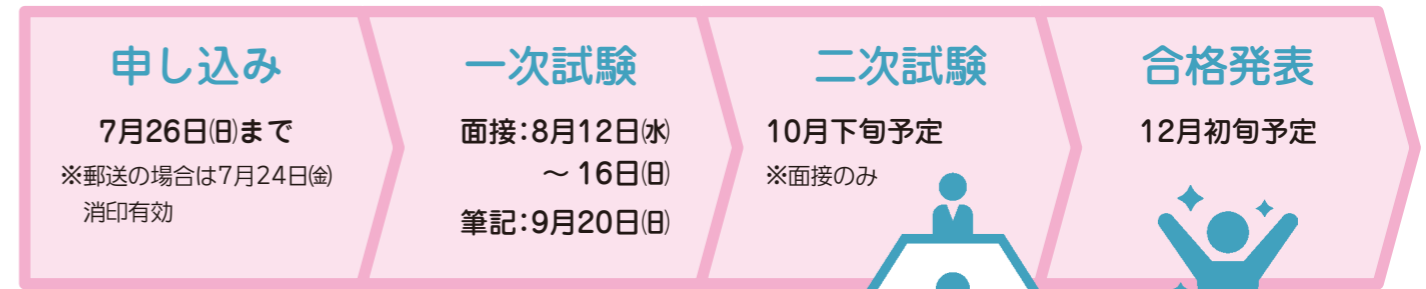 申し込み
7月26日㈰まで
※郵送の場合は7月24日㈮
消印有効
一次試験
面接：8月12日㈬
～16日㈰
筆記：9月20日㈰
二次試験
10月下旬予定
※面接のみ
合格発表
12月初旬予定